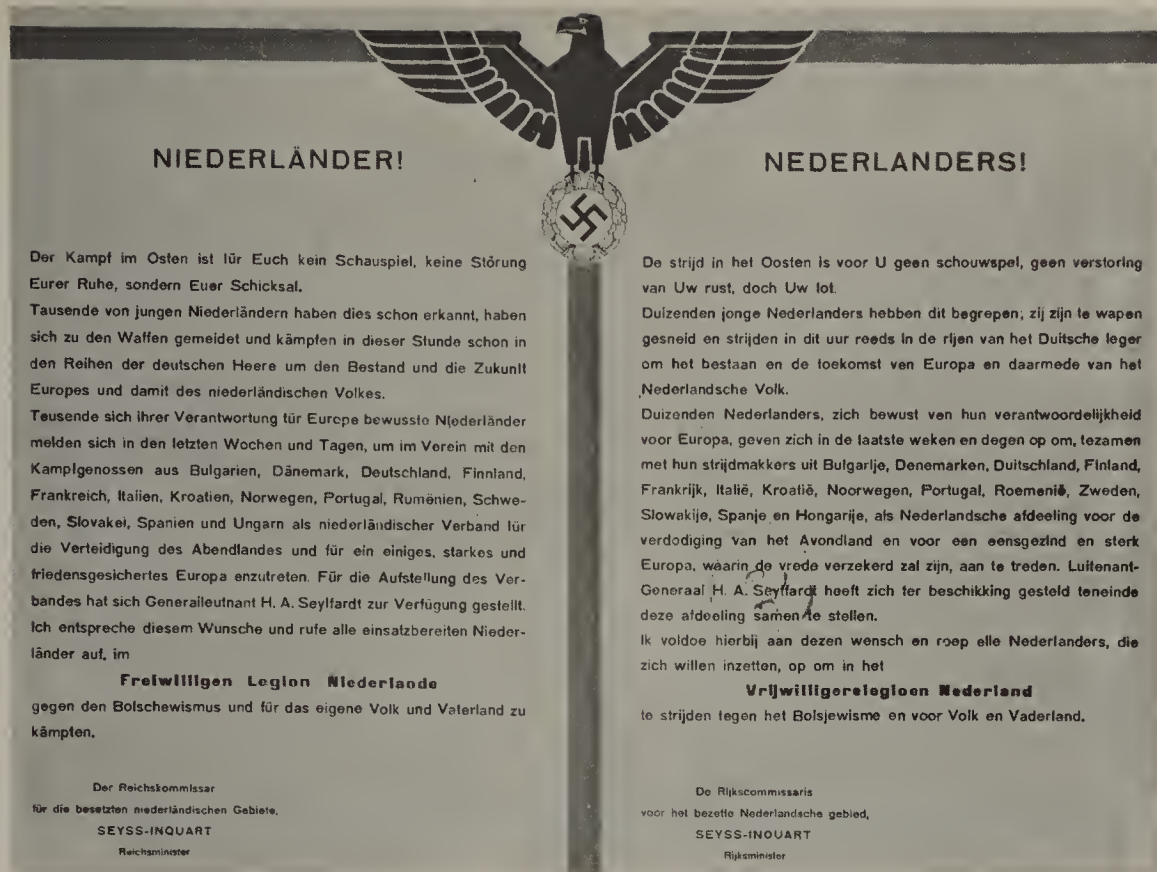 NIEDERLÄNDER!
Der Kampf im Osten ist für Euch kein Schauspiel, keine Störung
Eurer Ruhe, sondern Euer Schicksal.
Tausende von jungen Niederländern haben dies schon erkannt, haben
sich zu den Waffen gemeidet und kämpfen in dieser Stunde schon in
den Reihen der deutschen Heere um den Bestand und die Zukunft
Europes und damit des niederländischen Volkes.
Teusende sich ihrer Verantwortung für Europe bewusste Niederländer
melden sich in den letzten Wochen und Tagen, um im Verein mit den
Kampfgenossen aus Bulgarien, Dänemark, Deutschland, Finnland,
Frankreich, Italien, Kroatien, Norwegen, Portugal, Rumänien, Schwe-
den, Slovakei, Spanien und Ungarn als niederländischer Verband für
die Verteidigung des Abendlandes und für ein einiges, starkes und
friedensgesichertes Europa enzutreten. Für die Aufstellung des Ver-
bandes hat sich Generalleutnant H. A. Seylfardt zur Verfügung gestellt.
Ich entspreche diesem Wunsche und rufe alle einsatzbereiten Nieder-
länder auf, im
Freiwilligen Legion Niederlande
gegen den Bolschewismus und für das eigene Volk und Vaterland zu
kämpfen.
Der Reichskommissar
für die besetzten niederländischen Gebiete,
SEYSS-INQUART
Reichsminister
NEDERLANDERS!
De strijd in het Oosten is voor U geen schouwspel, geen verstoring
van Uw rust, doch Uw lot.
Duizenden jonge Nederlanders hebben dit begrepen; zij zijn te wapen
gesneld en strijden in dit uur reeds in de rijen van het Duitsche leger
om het bestaan en de toekomst ven Europa en daarmede van het
Nederlandsche Volk.
Duizenden Nederlanders, zich bewust ven hun verantwoordelijkheid
voor Europa, geven zich in de laatste weken en degen op om, tezamen
met hun strijdmakkers uit Bulgarije, Denemarken, Duitschland, Finland,
Frankrijk, Italië, Kroatië, Noorwegen, Portugal, Roemenië, Zweden,
Slowakije, Spanje en Hongarije, als Nederlandsche afdeeling voor de
verdediging van het Avondland en voor een eensgezind en sterk
Europa, waarin de vrede verzekerd zal zijn, aan te treden. Luitenant-
Generaal H. A. Seyffardt heeft zich ter beschikking gesteld teneinde
deze afdeeling samen te stellen.
Ik voldoe hierbij aan dezen wensch en roep elle Nederlanders, die
zich willen inzetten, op om in het
Vrijwilligerslegioen Nederland
te strijden tegen het Bolsjewisme en voor Volk en Vaderland.
De Rijkscommissaris
voor het bezette Nederlandsche gebied,
SEYSS-INQUART
Rijksminister